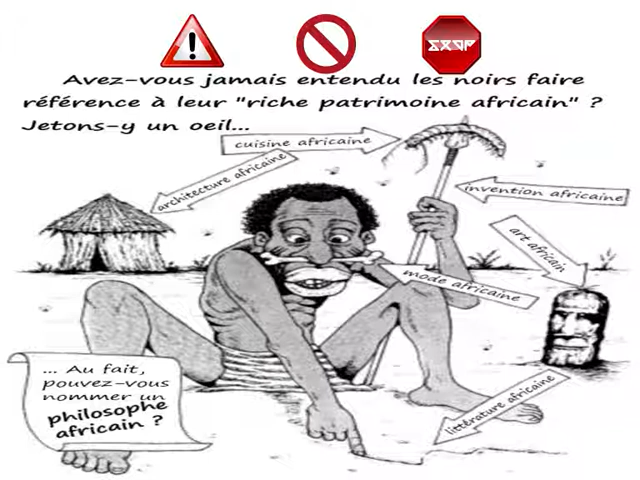 Avez-vous jamais entendu les noirs faire
référence à leur "riche patrimoine africain" ?
Jetons-y un oeil...
cuisine africaine
architecture africaine
invention africaine
art africain
mode africaine
littérature africaine
... Au fait,
pouvez-vous
nommer un
philosophe
africain ?